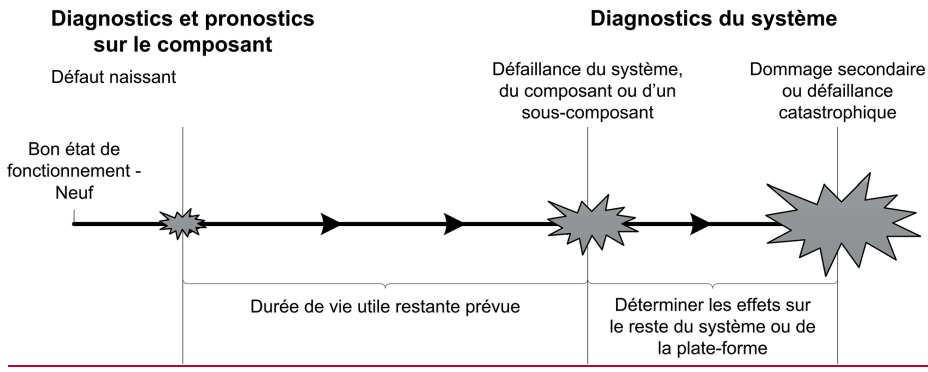 Diagnostics et pronostics
sur le composant
Diagnostics du système
Défaut naissant
Défaillance du système,
du composant ou d'un
sous-composant
Dommage secondaire
ou défaillance
catastrophique
Bon état de
fonctionnement -
Neuf
Durée de vie utile restante prévue
Déterminer les effets sur
le reste du système ou de
la plate-forme